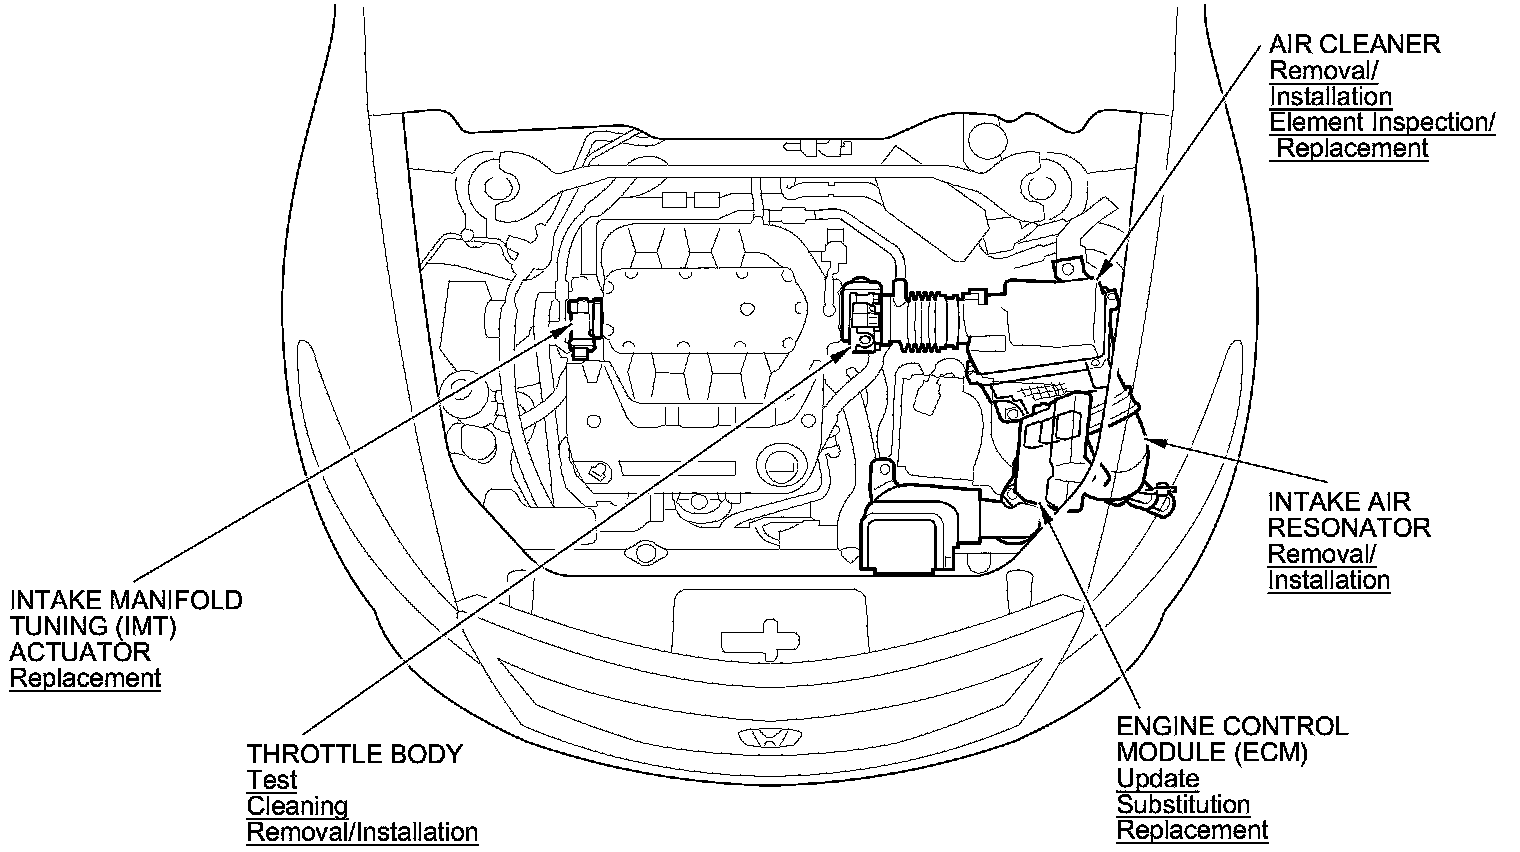 AIR CLEANER
Removal/
Installation
Element Inspection/
Replacement
INTAKE AIR
RESONATOR
Removal/
Installation
INTAKE MANIFOLD
TUNING (IMT)
ACTUATOR
Replacement
THROTTLE BODY
Test
Cleaning
Removal/Installation
ENGINE CONTROL
MODULE (ECM)
Update
Substitution
Replacement